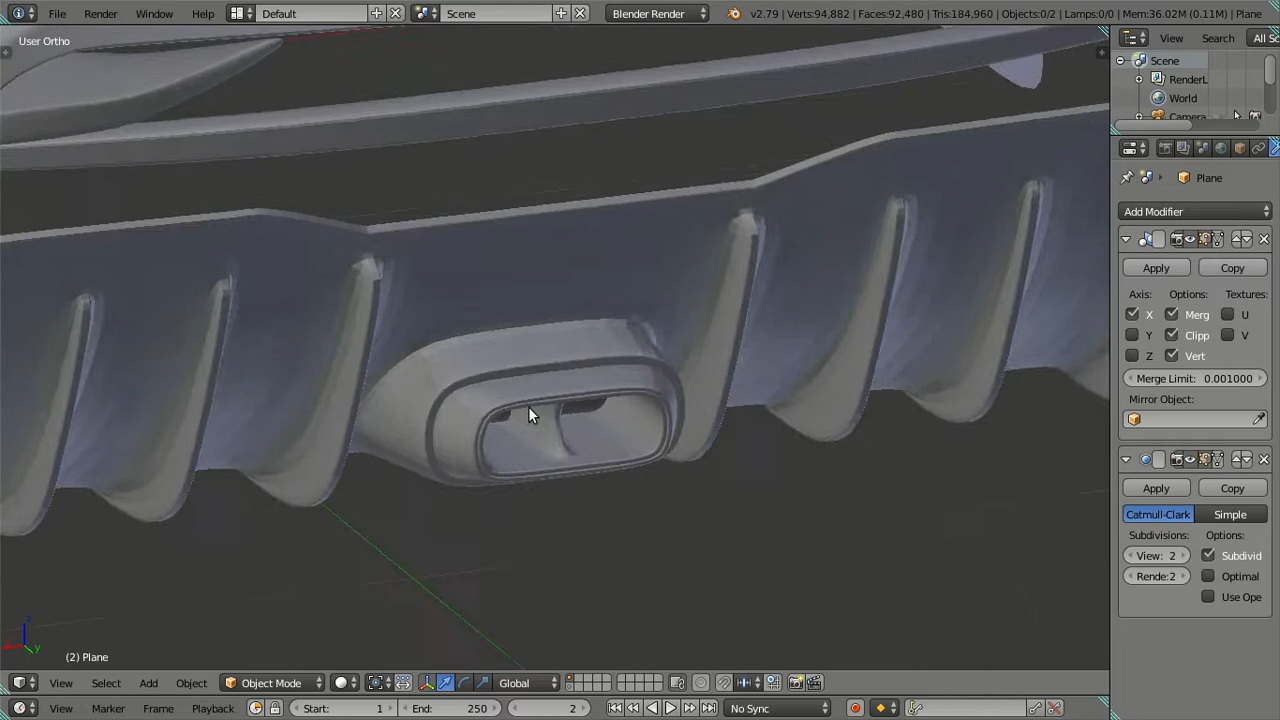 File Render Window Help Default Scene Blender Render v2.79 | Verts:94,882 | Faces:92,480 | Tris:184,960 | Objects:0/2 | Lamps:0/0 | Mem:36.02M (0.11M) | Plane
User Ortho
View Search All Sc
Scene
RenderL
World
Camera
Plane
Add Modifier
Apply Copy
Axis: Options: Textures:
X Merg U
Y Clipp V
Z Vert
Merge Limit: 0.001000
Mirror Object:
Apply Copy
Catmull-Clark Simple
Subdivisions: Options:
View: 2 Subdivid
Rende:2 Optimal
Use Ope
z
x y
(2) Plane
View Select Add Object Object Mode Global
View Marker Frame Playback Start: 1 End: 250 2 No Sync